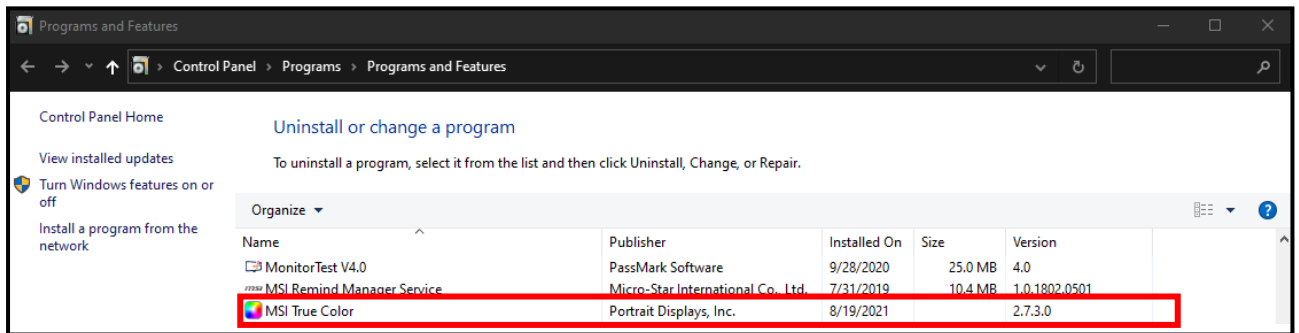 Programs and Features
Control Panel > Programs > Programs and Features
Control Panel Home
Uninstall or change a program
View installed updates
To uninstall a program, select it from the list and then click Uninstall, Change, or Repair.
Turn Windows features on or
off
Install a program from the
network
Organize
Name Publisher Installed On Size Version
MonitorTest V4.0 PassMark Software 9/28/2020 25.0 MB 4.0
msi MSI Remind Manager Service Micro-Star International Co., Ltd. 7/31/2019 10.4 MB 1.0.1802.0501
MSI True Color Portrait Displays, Inc. 8/19/2021 2.7.3.0